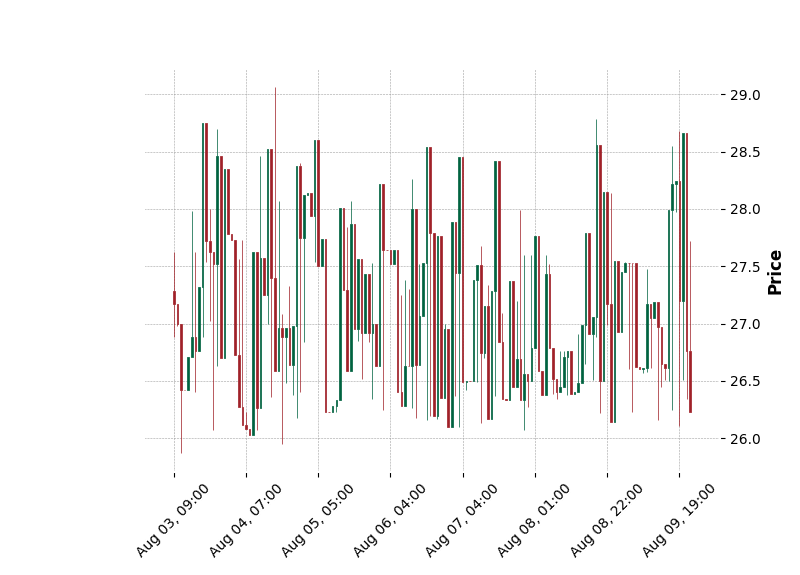 29.0
28.5
28.0
27.5
27.0
26.5
26.0
Price
Aug 03, 09:00
Aug 04, 07:00
Aug 05, 05:00
Aug 06, 04:00
Aug 07, 04:00
Aug 08, 01:00
Aug 08, 22:00
Aug 09, 19:00